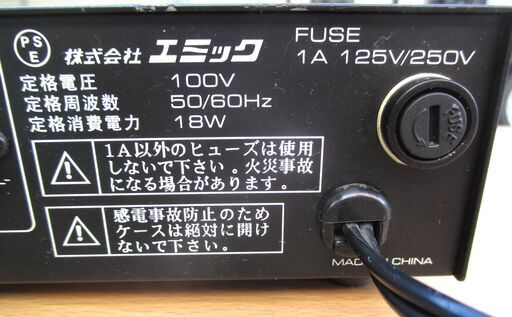 PS
E
株式会社 エミック
FUSE
1A 125V/250V
定格電圧 100V
定格周波数 50/60Hz
定格消費電力 18W
1A以外のヒューズは使用
しないで下さい。火災事故
になる場合があります。
感電事故防止のため
ケースは絶対に開け
ないで下さい。
CHINA